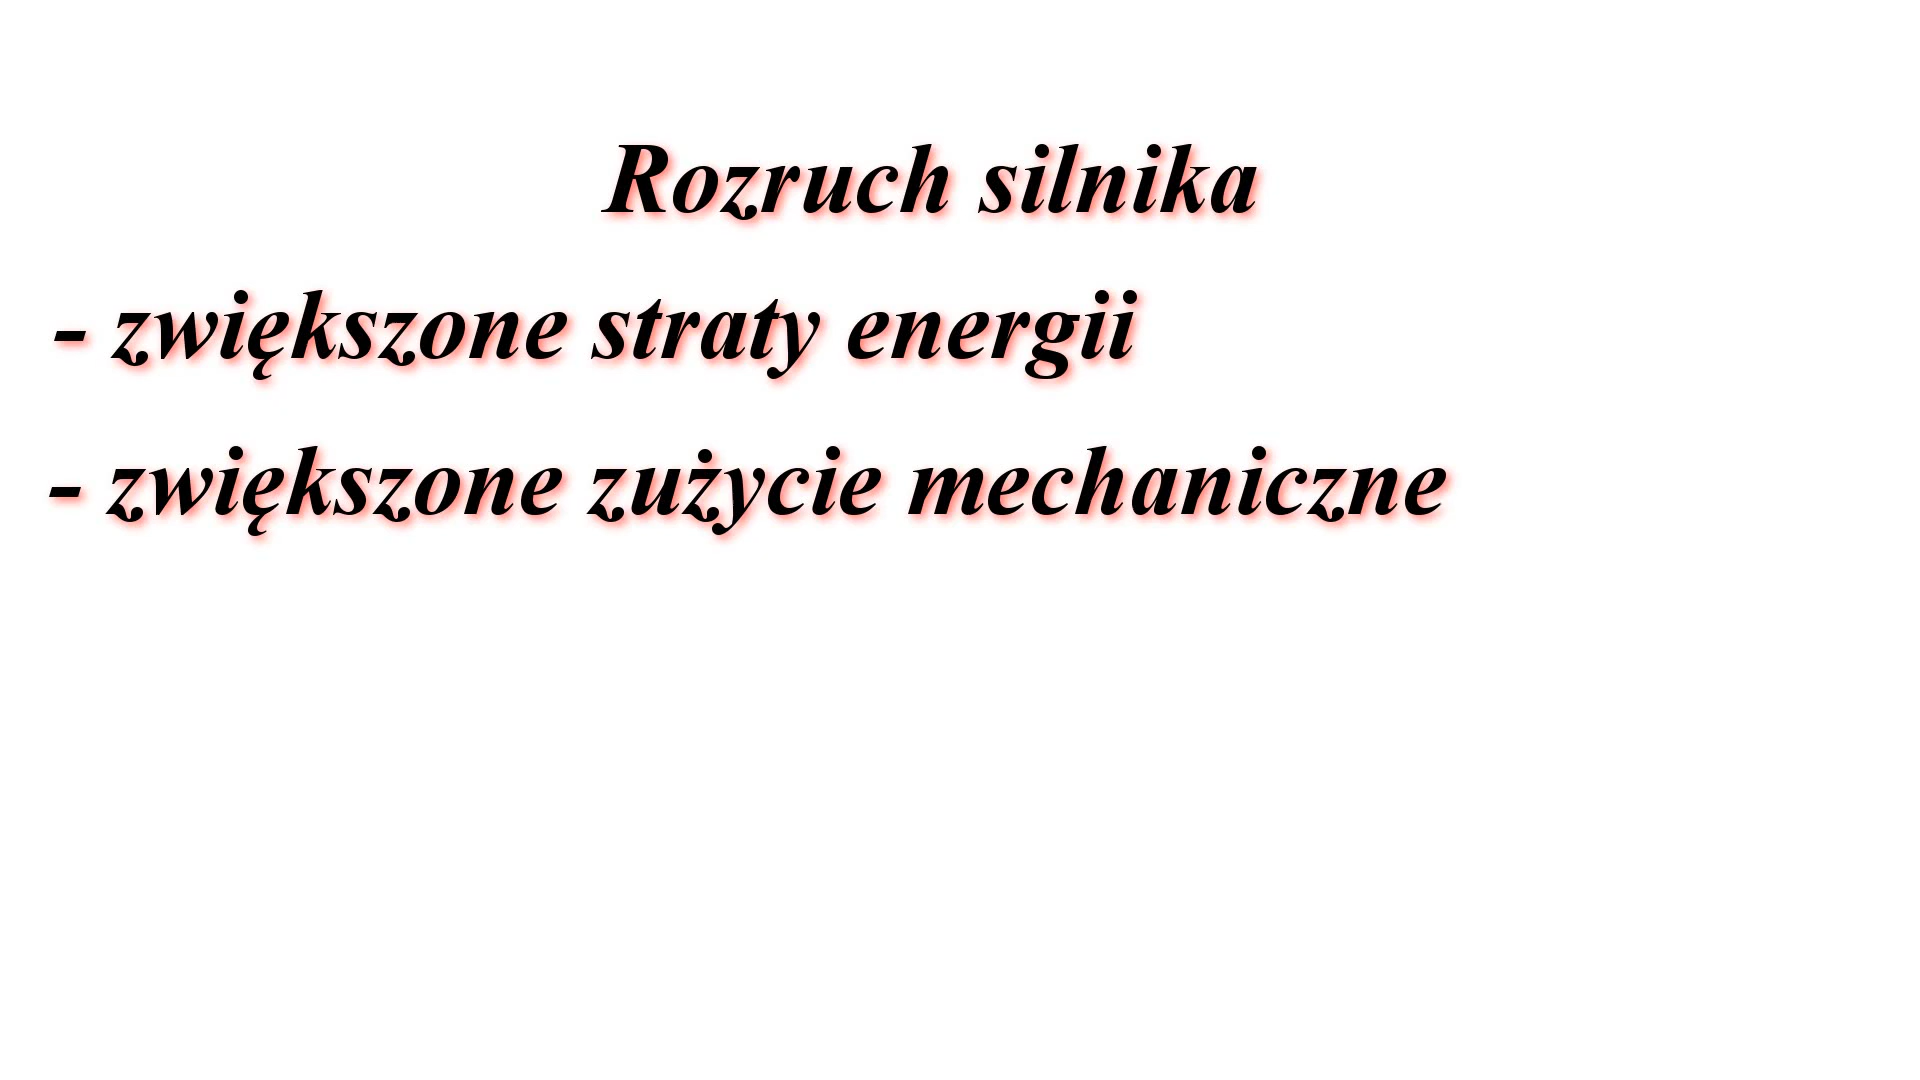 Rozruch silnika
- zwiększone straty energii
- zwiększone zużycie mechaniczne